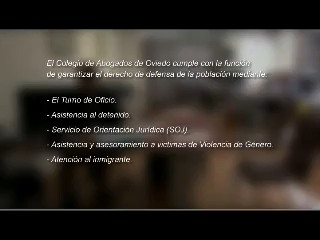 El Colegio de Abogados de Oviedo cumple con la función
de garantizar el derecho de defensa de la población mediante:
- El Turno de Oficio.
- Asistencia al detenido.
- Servicio de Orientación Jurídica (SOJ)
- Asistencia y asesoramiento a victimas de Violencia de Género.
- Atención al inmigrante